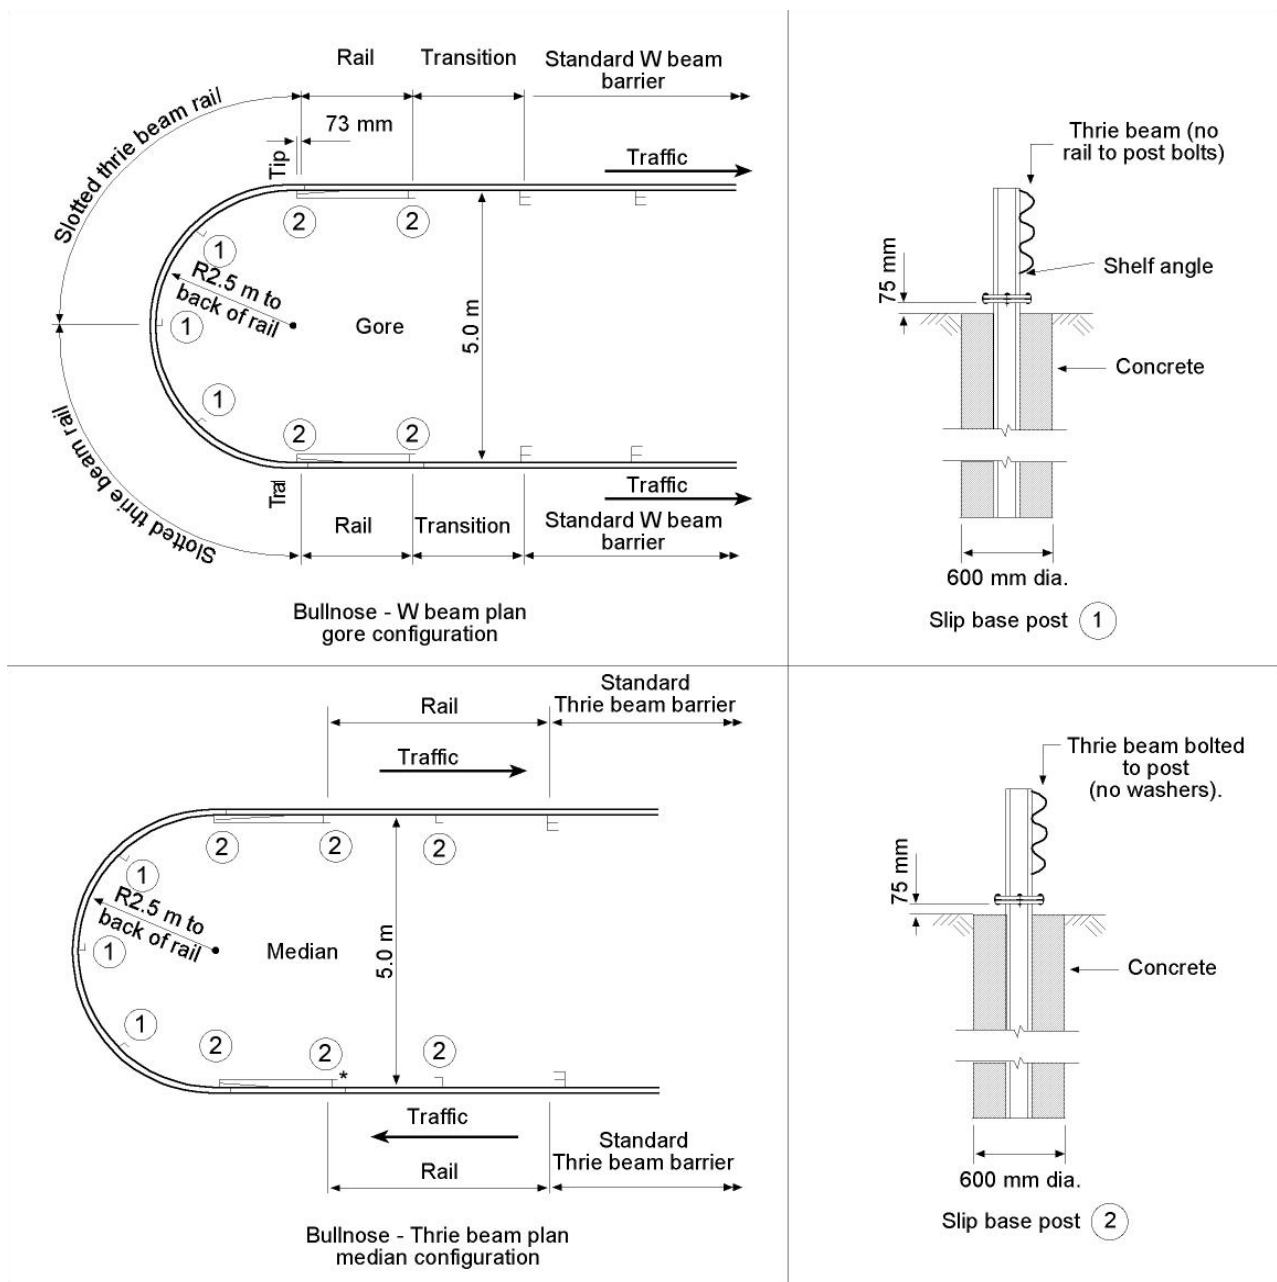 Rail
Transition
Standard W beam
barrier
Slotted thrie beam rail
73 mm
Tip
Traffic
2
2
1
R2.5 m to
back of rail
1
Gore
5.0 m
1
2
2
Tral
Traffic
Rail
Transition
Standard W beam
barrier
Slotted thrie beam rail
Bullnose - W beam plan
gore configuration
Thrie beam (no
rail to post bolts)
75 mm
Shelf angle
Concrete
600 mm dia.
Slip base post 1
Rail
Standard
Thrie beam barrier
Traffic
2
2
2
1
R2.5 m to
back of rail
1
Median
5.0 m
1
2
2
*
2
Traffic
Rail
Standard
Thrie beam barrier
Bullnose - Thrie beam plan
median configuration
Thrie beam bolted
to post
(no washers).
75 mm
Concrete
600 mm dia.
Slip base post 2